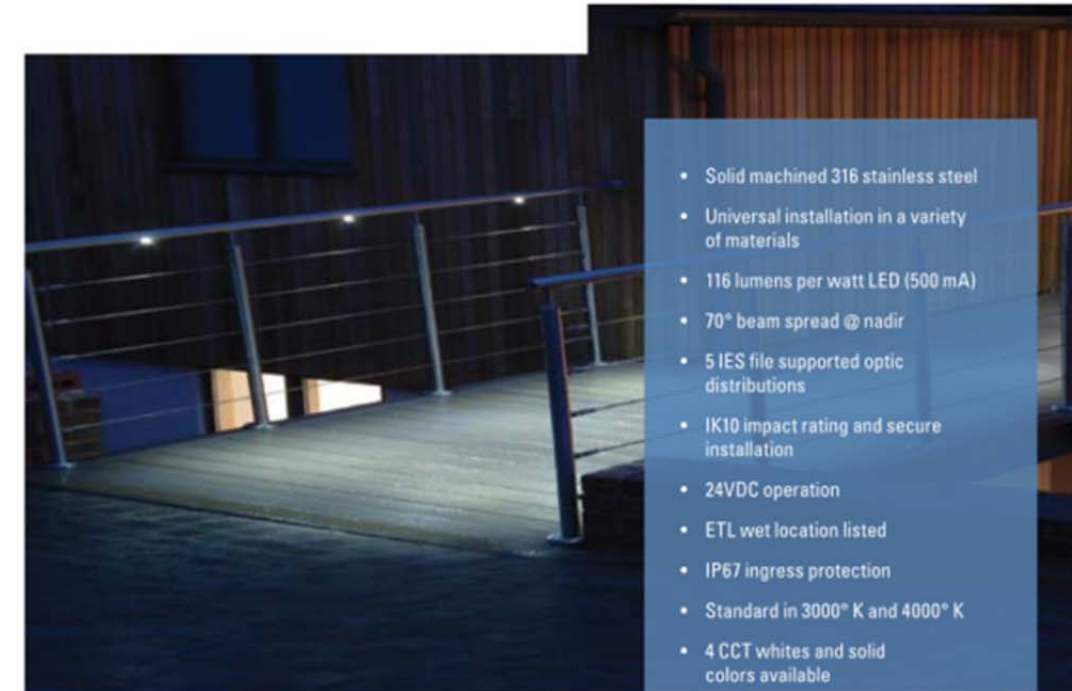 • Solid machined 316 stainless steel
• Universal installation in a variety
of materials
• 116 lumens per watt LED (500 mA)
• 70° beam spread @ nadir
• 5 IES file supported optic
distributions
• IK10 impact rating and secure
installation
• 24VDC operation
• ETL wet location listed
• IP67 ingress protection
• Standard in 3000° K and 4000° K
• 4 CCT whites and solid
colors available